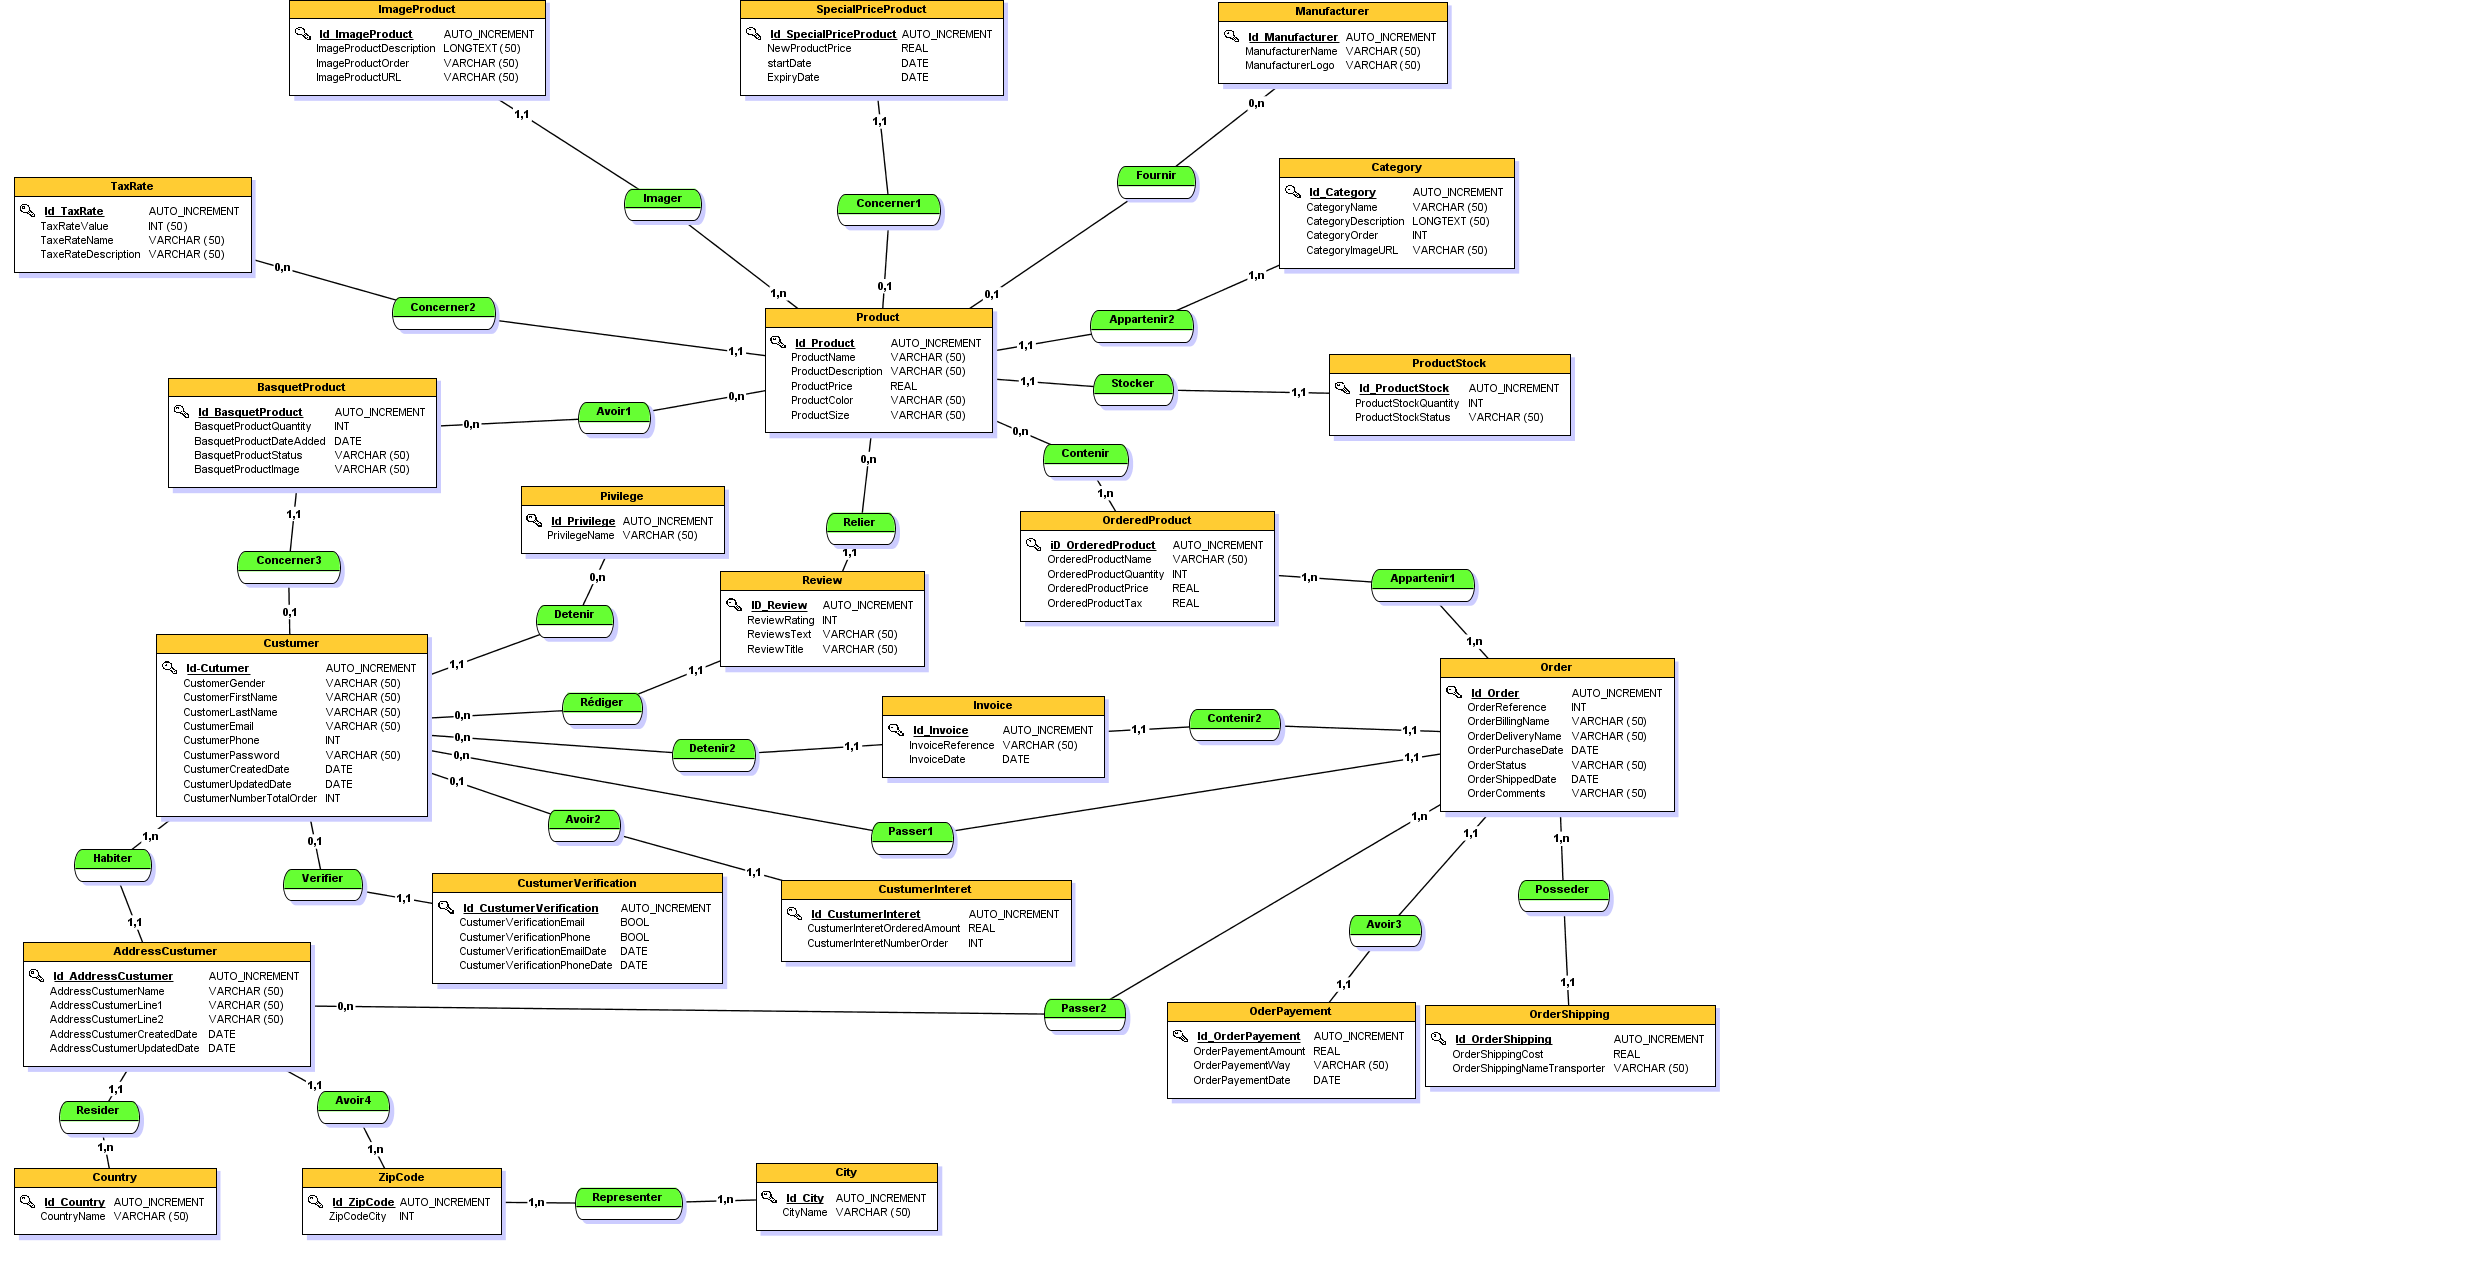 ImageProduct
Id_ImageProduct AUTO_INCREMENT
ImageProductDescription LONGTEXT (50)
ImageProductOrder VARCHAR (50)
ImageProductURL VARCHAR (50)
SpecialPriceProduct
Id_SpecialPriceProduct AUTO_INCREMENT
NewProductPrice REAL
startDate DATE
ExpiryDate DATE
Manufacturer
Id_Manufacturer AUTO_INCREMENT
ManufacturerName VARCHAR (50)
ManufacturerLogo VARCHAR (50)
1,1
1,1
0,n
Imager
Concerner1
Fournir
Category
Id_Category AUTO_INCREMENT
CategoryName VARCHAR (50)
CategoryDescription LONGTEXT (50)
CategoryOrder INT
CategoryImageURL VARCHAR (50)
TaxRate
Id_TaxRate AUTO_INCREMENT
TaxRateValue INT (50)
TaxeRateName VARCHAR (50)
TaxeRateDescription VARCHAR (50)
0,n
Concerner2
1,1
1,n
0,1
0,1
1,n
Appartenir2
1,1
Product
Id_Product AUTO_INCREMENT
ProductName VARCHAR (50)
ProductDescription VARCHAR (50)
ProductPrice REAL
ProductColor VARCHAR (50)
ProductSize VARCHAR (50)
1,1
Stocker
1,1
ProductStock
Id_ProductStock AUTO_INCREMENT
ProductStockQuantity INT
ProductStockStatus VARCHAR (50)
BasquetProduct
Id_BasquetProduct AUTO_INCREMENT
BasquetProductQuantity INT
BasquetProductDateAdded DATE
BasquetProductStatus VARCHAR (50)
BasquetProductImage VARCHAR (50)
0,n
Avoir1
0,n
0,n
Contenir
1,n
0,n
Relier
1,1
Pivilege
Id_Privilege AUTO_INCREMENT
PrivilegeName VARCHAR (50)
OrderedProduct
iD_OrderedProduct AUTO_INCREMENT
OrderedProductName VARCHAR (50)
OrderedProductQuantity INT
OrderedProductPrice REAL
OrderedProductTax REAL
1,n
Appartenir1
1,n
1,1
Concerner3
0,1
0,n
Detenir
1,1
Review
ID_Review AUTO_INCREMENT
ReviewRating INT
ReviewsText VARCHAR (50)
ReviewTitle VARCHAR (50)
1,1
Rédiger
0,n
Custumer
Id-Cutumer AUTO_INCREMENT
CustomerGender VARCHAR (50)
CustomerFirstName VARCHAR (50)
CustomerLastName VARCHAR (50)
CustomerEmail VARCHAR (50)
CustumerPhone INT
CustumerPassword VARCHAR (50)
CustumerCreatedDate DATE
CustumerUpdatedDate DATE
CustumerNumberTotalOrder INT
0,n
Detenir2
1,1
Invoice
Id_Invoice AUTO_INCREMENT
InvoiceReference VARCHAR (50)
InvoiceDate DATE
1,1
Contenir2
1,1
Order
Id_Order AUTO_INCREMENT
OrderReference INT
OrderBillingName VARCHAR (50)
OrderDeliveryName VARCHAR (50)
OrderPurchaseDate DATE
OrderStatus VARCHAR (50)
OrderShippedDate DATE
OrderComments VARCHAR (50)
0,n
Passer1
1,1
0,1
Avoir2
1,1
1,n
Habiter
1,1
0,1
Verifier
1,1
CustumerVerification
Id_CustumerVerification AUTO_INCREMENT
CustumerVerificationEmail BOOL
CustumerVerificationPhone BOOL
CustumerVerificationEmailDate DATE
CustumerVerificationPhoneDate DATE
CustumerInteret
Id_CustumerInteret AUTO_INCREMENT
CustumerInteretOrderedAmount REAL
CustumerInteretNumberOrder INT
1,n
1,1
1,n
Avoir3
1,1
Posseder
1,1
AddressCustumer
Id_AddressCustumer AUTO_INCREMENT
AddressCustumerName VARCHAR (50)
AddressCustumerLine1 VARCHAR (50)
AddressCustumerLine2 VARCHAR (50)
AddressCustumerCreatedDate DATE
AddressCustumerUpdatedDate DATE
0,n
Passer2
OderPayement
Id_OrderPayement AUTO_INCREMENT
OrderPayementAmount REAL
OrderPayementWay VARCHAR (50)
OrderPayementDate DATE
OrderShipping
Id_OrderShipping AUTO_INCREMENT
OrderShippingCost REAL
OrderShippingNameTransporter VARCHAR (50)
1,1
Resider
1,n
1,1
Avoir4
1,n
Country
Id_Country AUTO_INCREMENT
CountryName VARCHAR (50)
ZipCode
Id_ZipCode AUTO_INCREMENT
ZipCodeCity INT
1,n
Representer
1,n
City
Id_City AUTO_INCREMENT
CityName VARCHAR (50)